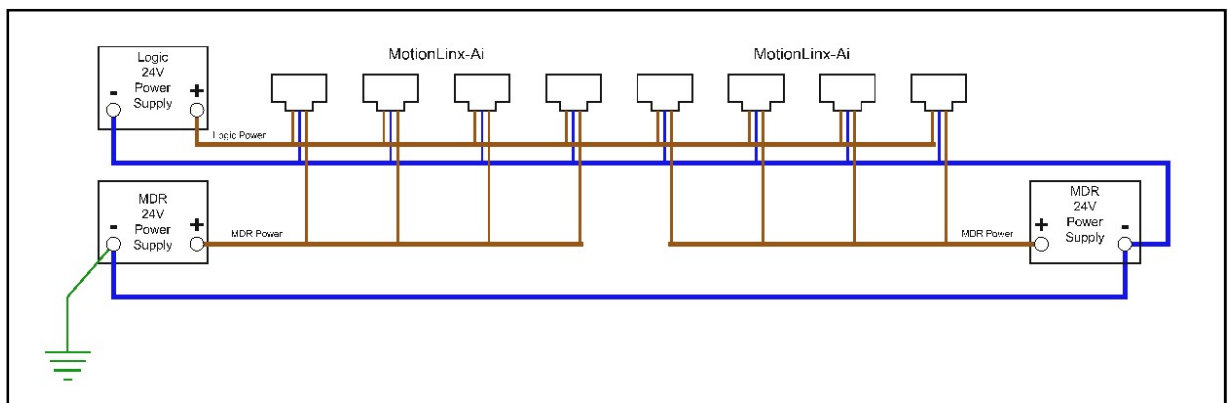 Logic
24V
Power
Supply
- +
MotionLinx-Ai
MotionLinx-Ai
Logic Power
MDR
24V
Power
Supply
- +
MDR Power
MDR Power
MDR
24V
Power
Supply
+ -